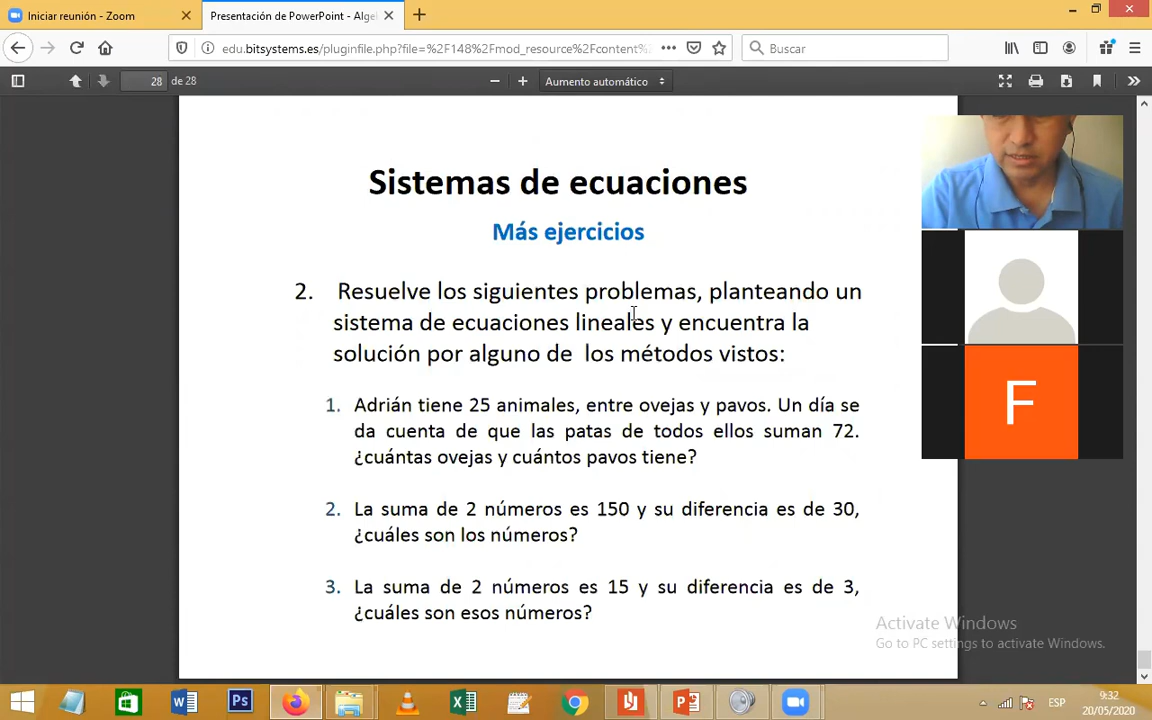 Iniciar reunión - Zoom
Presentación de PowerPoint - Alge
edu.bitsystems.es/pluginfile.php?file=%2F148%2Fmod_resource%2Fcontent%
Buscar
28 de 28
Aumento automático
Sistemas de ecuaciones
Más ejercicios
2. Resuelve los siguientes problemas, planteando un
sistema de ecuaciones lineales y encuentra la
solución por alguno de los métodos vistos:
1. Adrián tiene 25 animales, entre ovejas y pavos. Un día se
da cuenta de que las patas de todos ellos suman 72.
¿cuántas ovejas y cuántos pavos tiene?
2. La suma de 2 números es 150 y su diferencia es de 30,
¿cuáles son los números?
3. La suma de 2 números es 15 y su diferencia es de 3,
¿cuáles son esos números?
F
Activate Windows
Go to PC settings to activate Windows.
Ps
ESP
9:32
20/05/2020